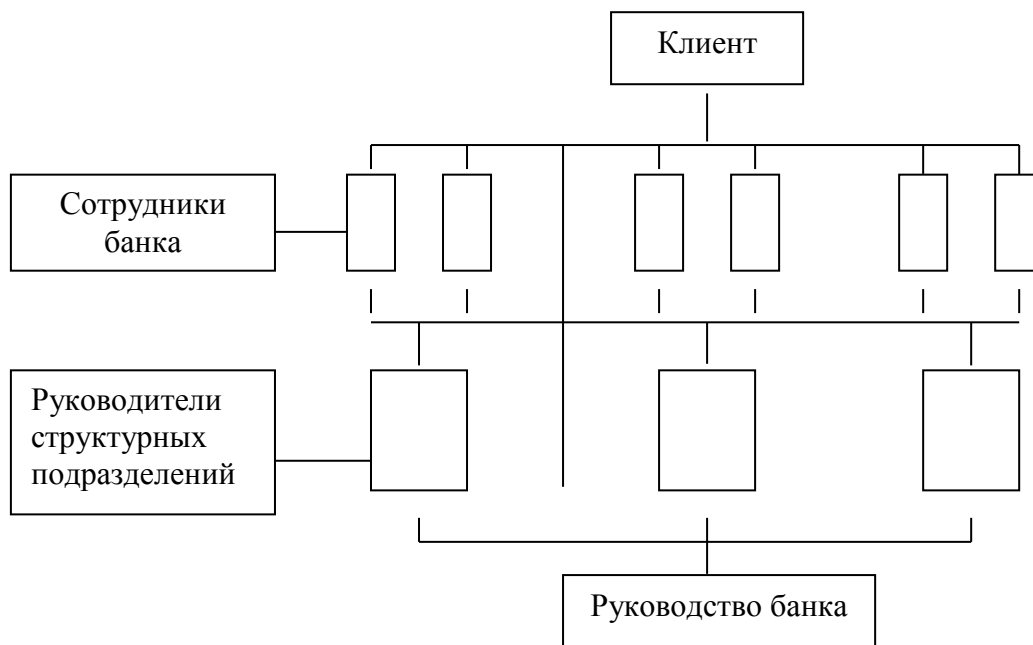 Клиент
Сотрудники
банка
Руководители
структурных
подразделений
Руководство банка